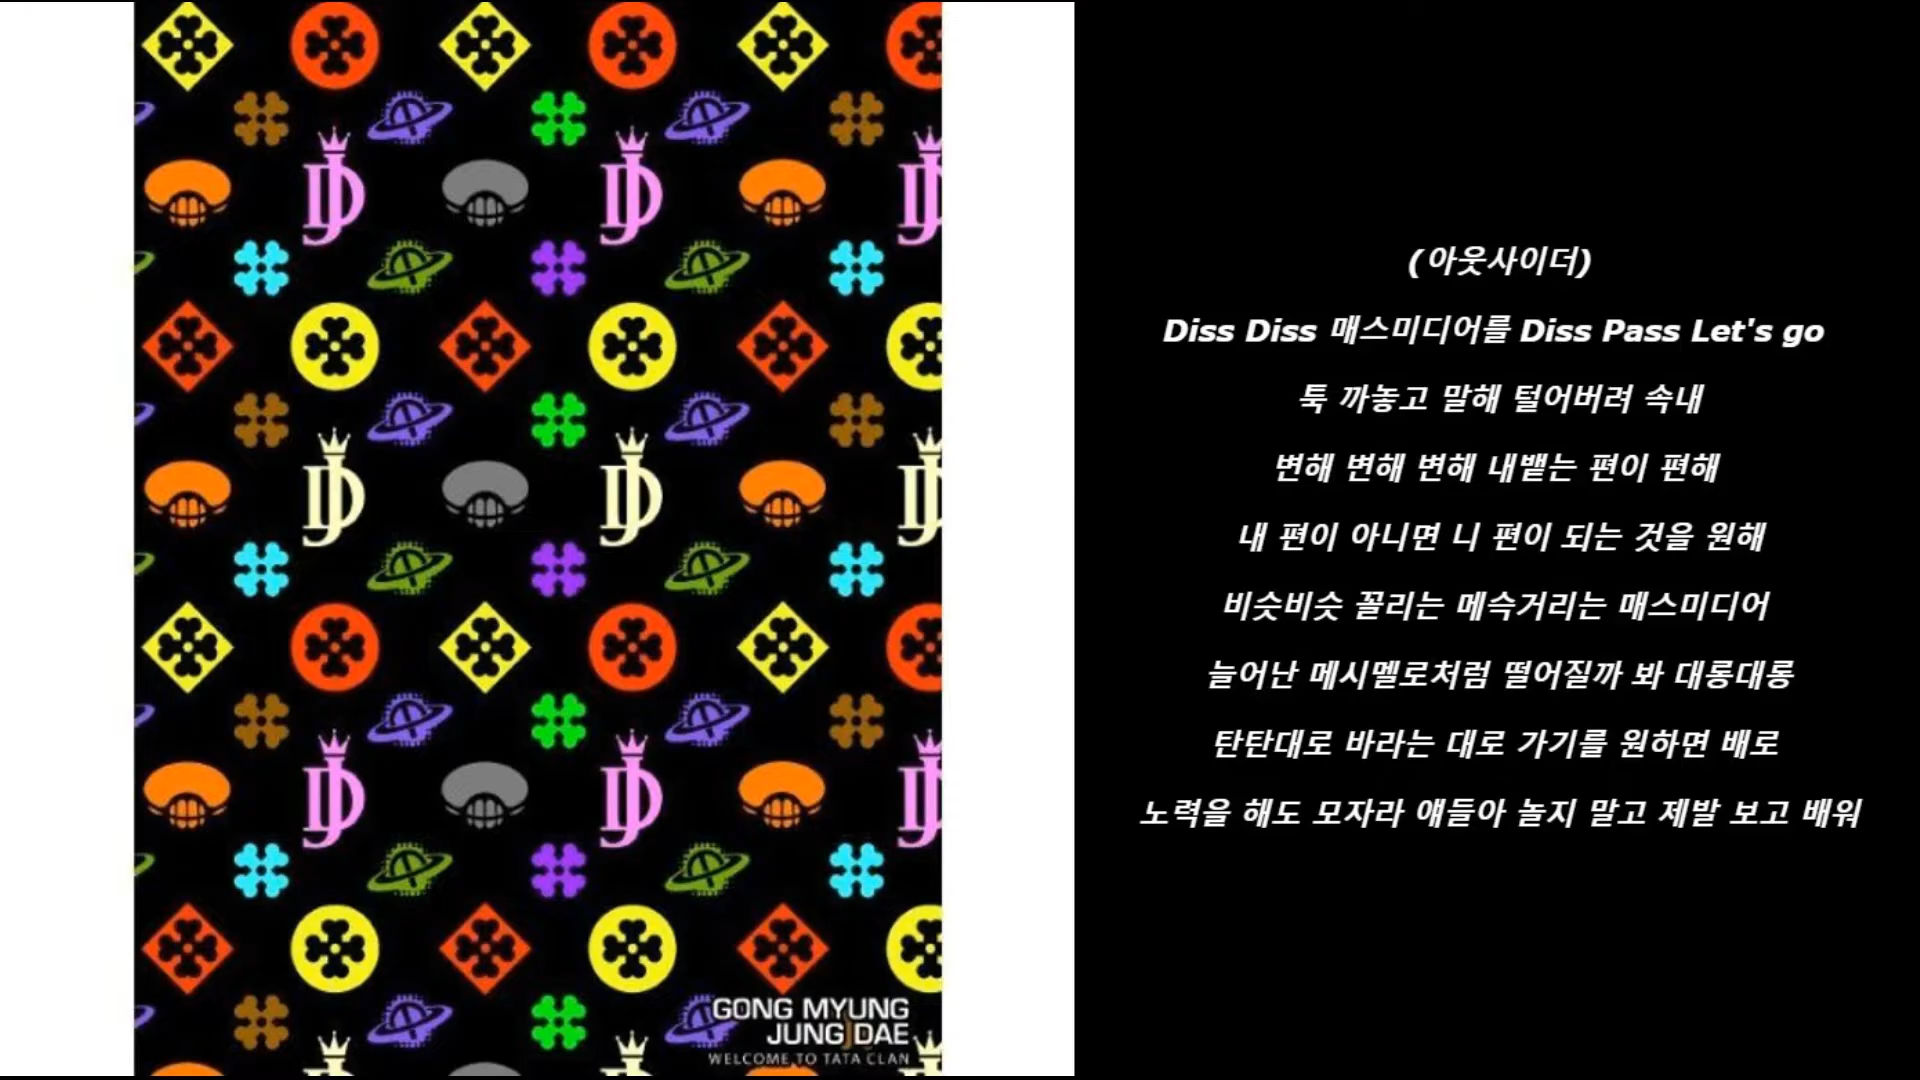 GONG MYUNG
JUNG DAE
WELCOME TO TATA CLAN
(아웃사이더)
Diss Diss 매스미디어를 Diss Pass Let's go
툭 까놓고 말해 털어버려 속내
변해 변해 변해 내뱉는 편이 편해
내 편이 아니면 니 편이 되는 것을 원해
비슷비슷 꼴리는 메슥거리는 매스미디어
늘어난 메시멜로처럼 떨어질까 봐 대롱대롱
탄탄대로 바라는 대로 가기를 원하면 배로
노력을 해도 모자라 얘들아 놀지 말고 제발 보고 배워